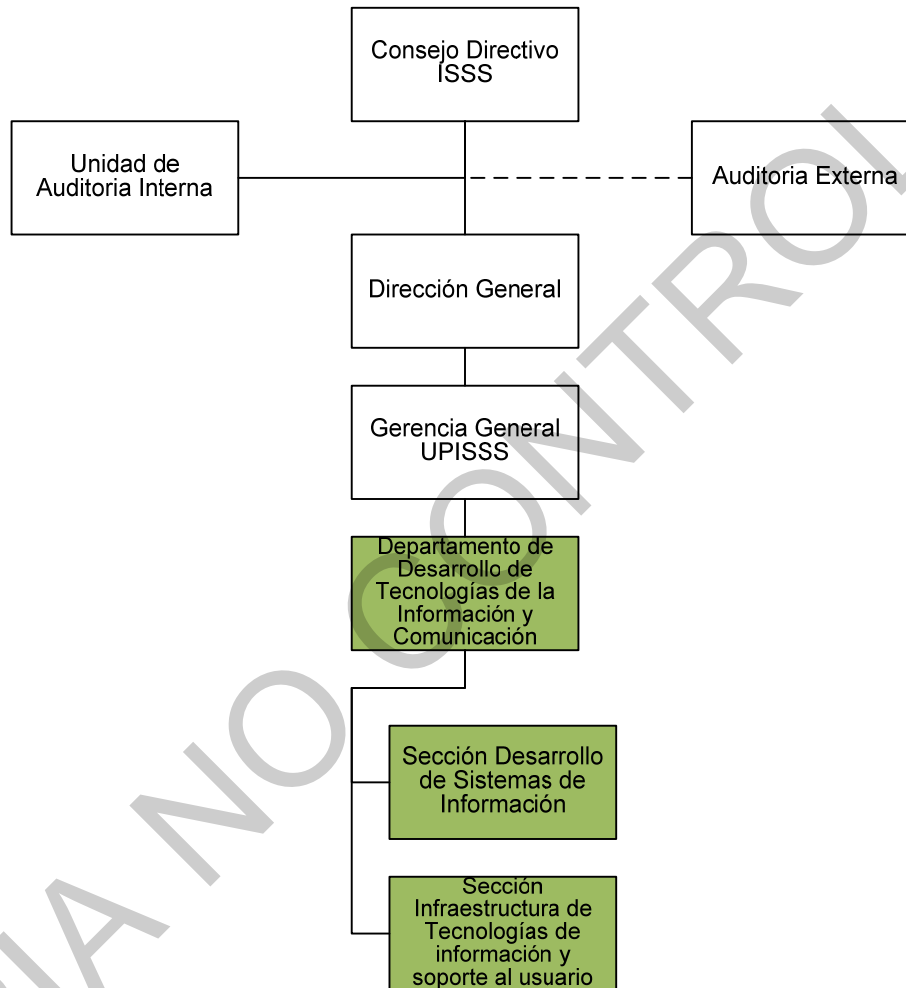 Consejo Directivo
ISSS
Unidad de
Auditoria Interna
Auditoria Externa
Dirección General
Gerencia General
UPISSS
Departamento de
Desarrollo de
Tecnologías de la
Información y
Comunicación
Sección Desarrollo
de Sistemas de
Información
Sección
Infraestructura de
Tecnologías de
información y
soporte al usuario
IA NO CONTROL